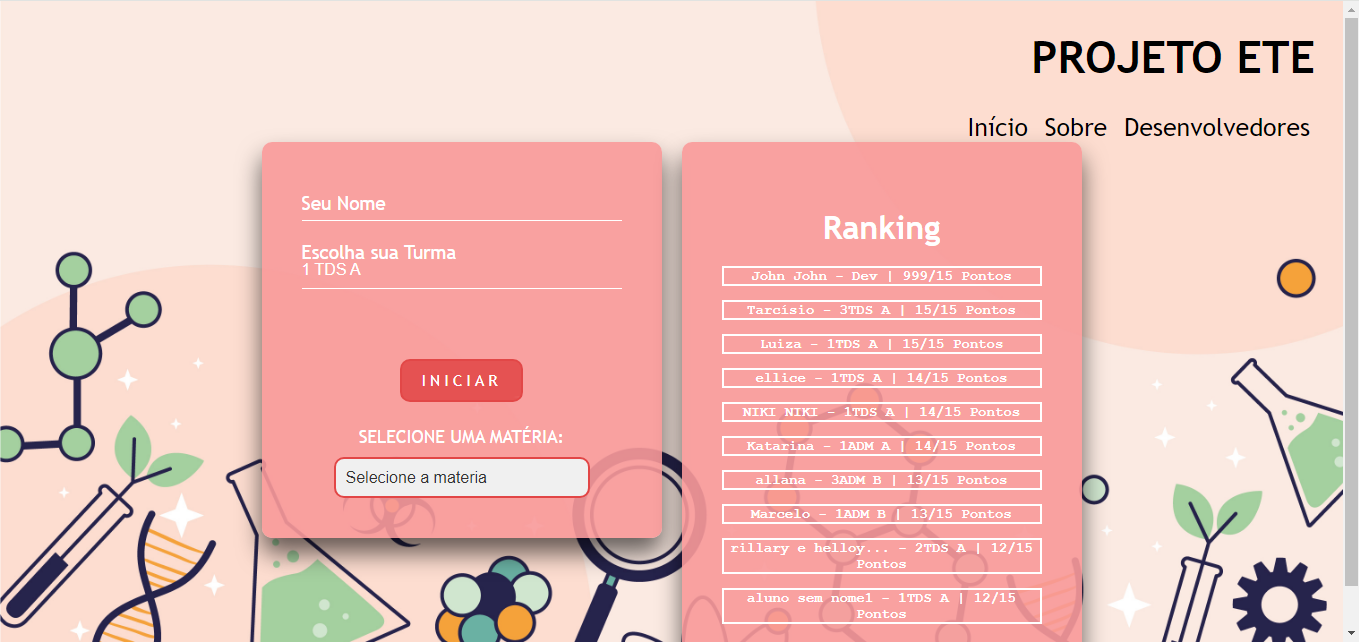 PROJETO ETE
Início Sobre Desenvolvedores
Seu Nome
Escolha sua Turma
1 TDS A
INICIAR
SELECIONE UMA MATÉRIA:
Selecione a materia
Ranking
John John - Dev | 999/15 Pontos
Tarcísio - 3TDS A | 15/15 Pontos
Luiza - 1TDS A | 15/15 Pontos
ellice - 1TDS A | 14/15 Pontos
NIKI NIKI - 1TDS A | 14/15 Pontos
Katarina - 1ADM A | 14/15 Pontos
allana - 3ADM B | 13/15 Pontos
Marcelo - 1ADM B | 13/15 Pontos
rillary e helloy... - 2TDS A | 12/15
Pontos
aluno sem nome1 - 1TDS A | 12/15
Pontos